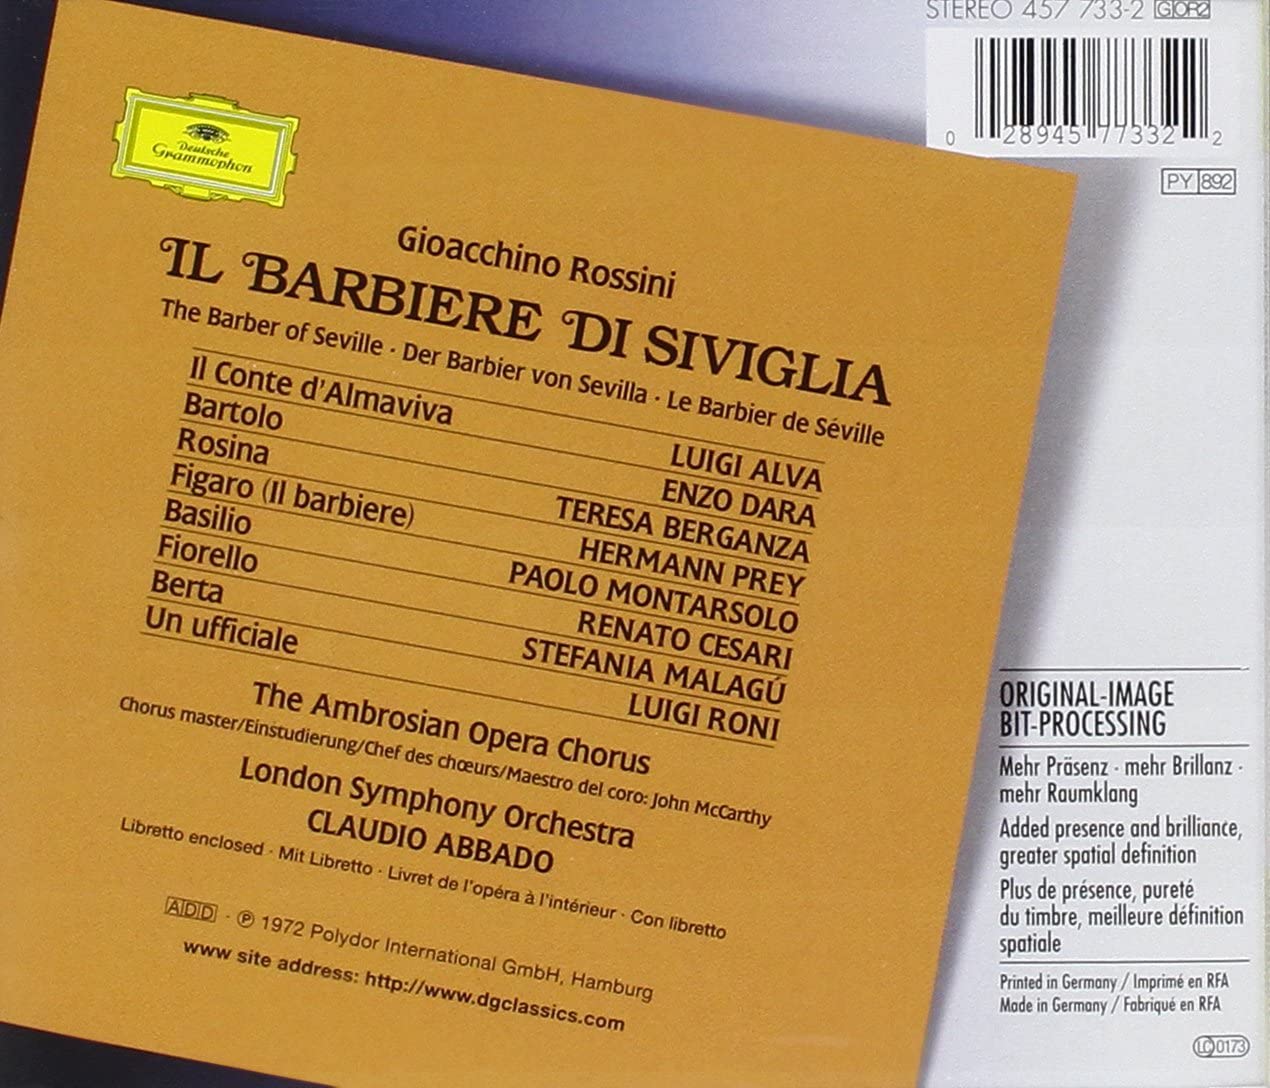 STEREO 457 733-2 GOR2
0 28945 77332 2
PY 892
Deutsche
Grammophon
Gioacchino Rossini
IL BARBIERE DI SIVIGLIA
The Barber of Seville · Der Barbier von Sevilla · Le Barbier de Séville
Il Conte d'Almaviva LUIGI ALVA
Bartolo ENZO DARA
Rosina TERESA BERGANZA
Figaro (Il barbiere) HERMANN PREY
Basilio PAOLO MONTARSOLO
Fiorello RENATO CESARI
Berta STEFANIA MALAGÚ
Un ufficiale LUIGI RONI
The Ambrosian Opera Chorus
Chorus master/Einstudierung/Chef des chœurs/Maestro del coro: John McCarthy
London Symphony Orchestra
CLAUDIO ABBADO
Libretto enclosed · Mit Libretto · Livret de l'opéra à l'intérieur · Con libretto
ADD · ℗ 1972 Polydor International GmbH, Hamburg
www site address: http://www.dgclassics.com
ORIGINAL-IMAGE
BIT-PROCESSING
Mehr Präsenz · mehr Brillanz ·
mehr Raumklang
Added presence and brilliance,
greater spatial definition
Plus de présence, pureté
du timbre, meilleure définition
spatiale
Printed in Germany / Imprimé en RFA
Made in Germany / Fabriqué en RFA
LC 0173